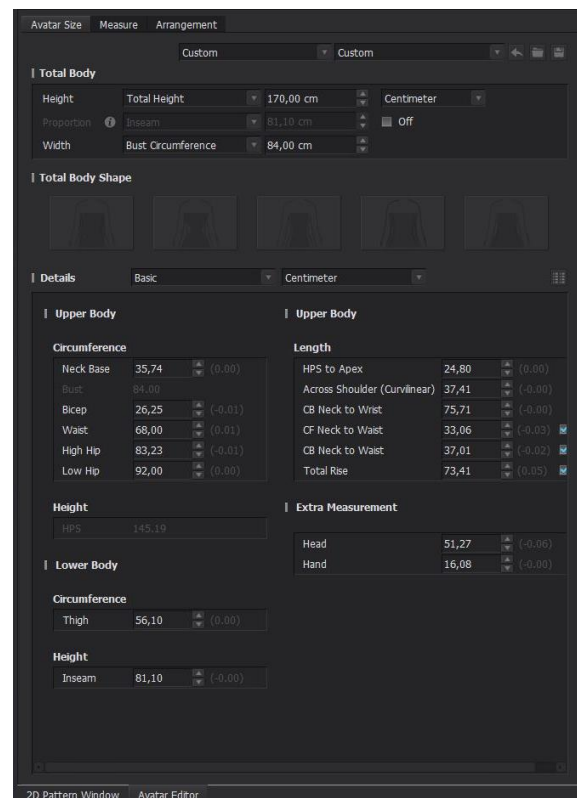 Avatar Size Measure Arrangement
Custom Custom
Total Body
Height Total Height 170,00 cm Centimeter
Proportion i Inseam 81,10 cm Off
Width Bust Circumference 84,00 cm
Total Body Shape
Details Basic Centimeter
Upper Body
Circumference
Neck Base 35,74 (0.00)
Bust 84.00
Bicep 26,25 (-0.01)
Waist 68,00 (0.01)
High Hip 83,23 (-0.01)
Low Hip 92,00 (0.00)
Height
HPS 145.19
Lower Body
Circumference
Thigh 56,10 (0.00)
Height
Inseam 81,10 (-0.00)
Upper Body
Length
HPS to Apex 24,80 (0.00)
Across Shoulder (Curvilinear) 37,41 (-0.00)
CB Neck to Wrist 75,71 (-0.00)
CF Neck to Waist 33,06 (-0.03)
CB Neck to Waist 37,01 (-0.02)
Total Rise 73,41 (0.05)
Extra Measurement
Head 51,27 (-0.06)
Hand 16,08 (-0.00)
2D Pattern Window Avatar Editor